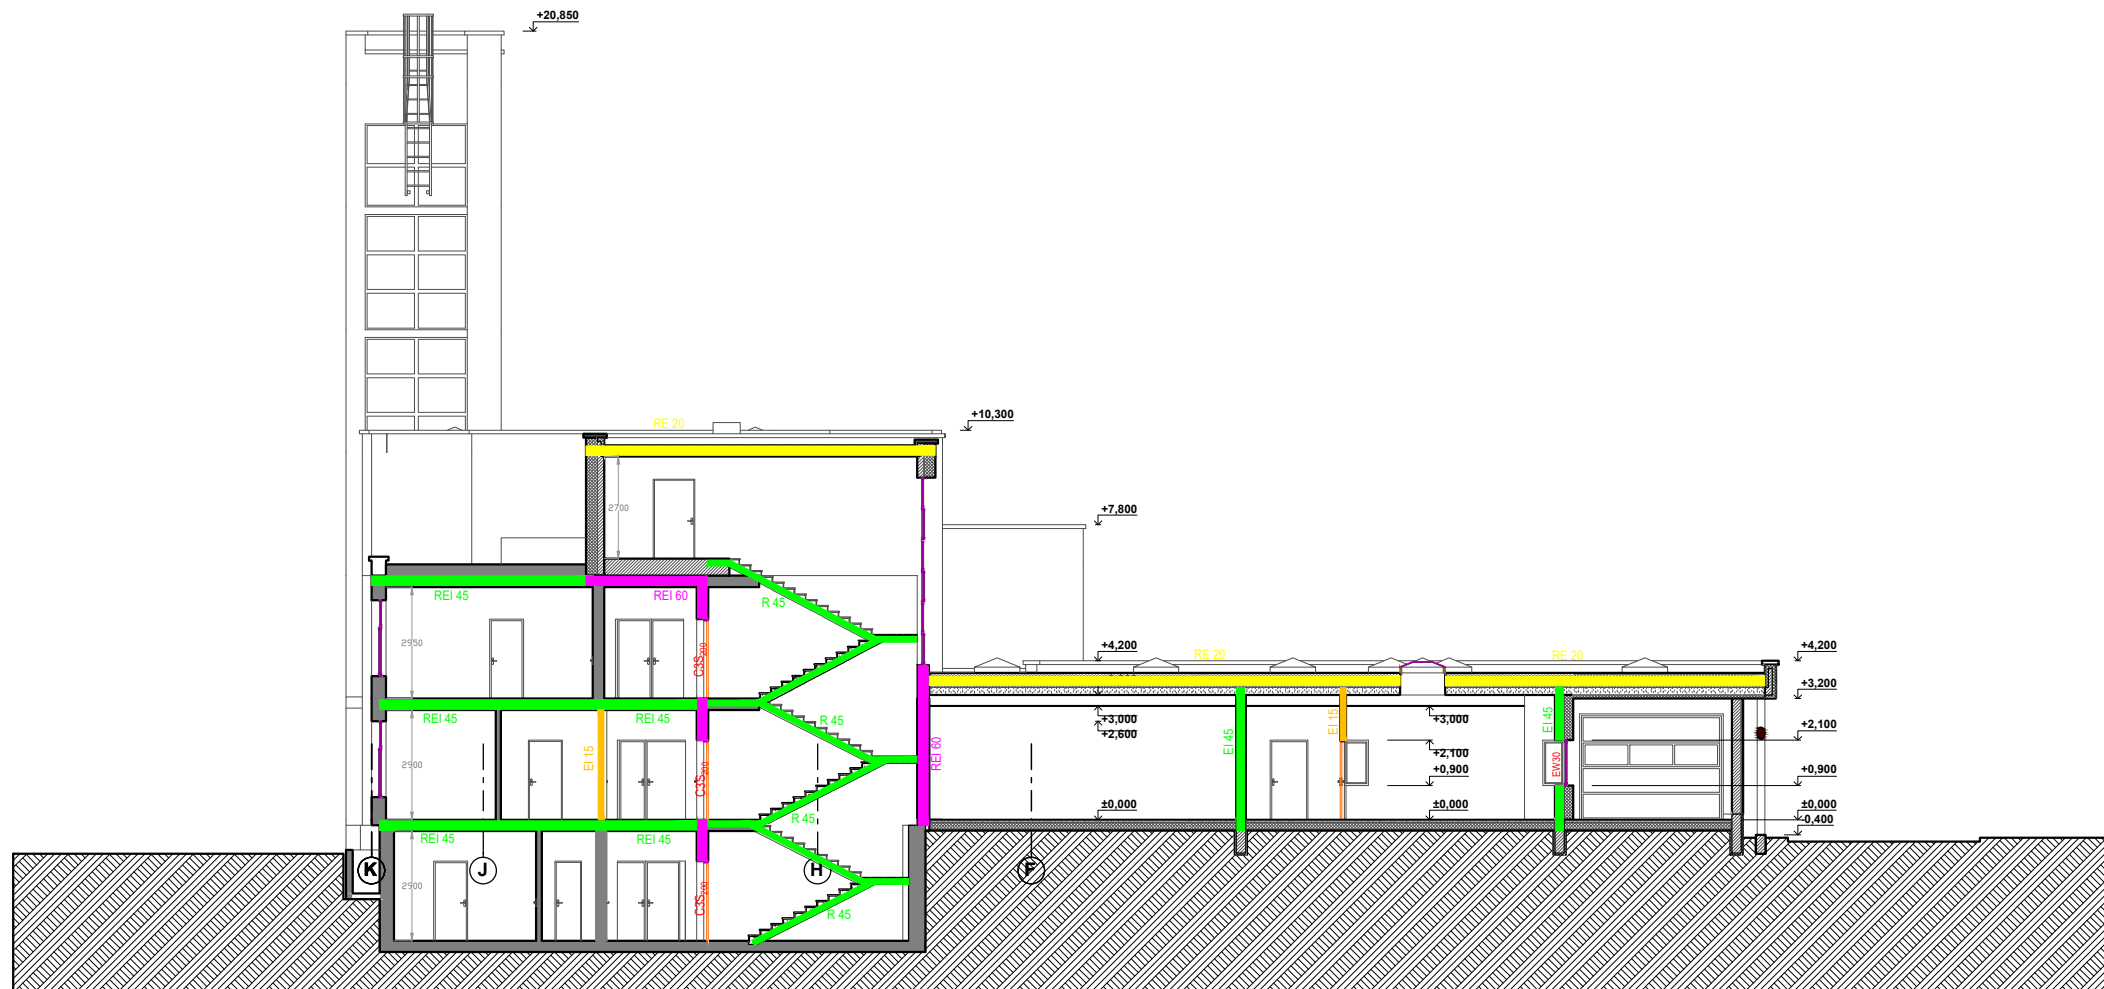 +20,850
RE 20
+10,300
2700
+7,800
REI 45
REI 60
R 45
2950
C3S200
+4,200
RE 20
RE 20
+4,200
+3,200
REI 45
REI 45
R 45
+3,000
+2,600
+3,000
EI 15
EI 45
+2,100
2900
EI 15
C3S200
REI 60
EI 45
+2,100
EW30
+0,900
+0,900
R 45
±0,000
±0,000
±0,000
-0,400
REI 45
REI 45
K
J
H
F
2900
C3S200
R 45